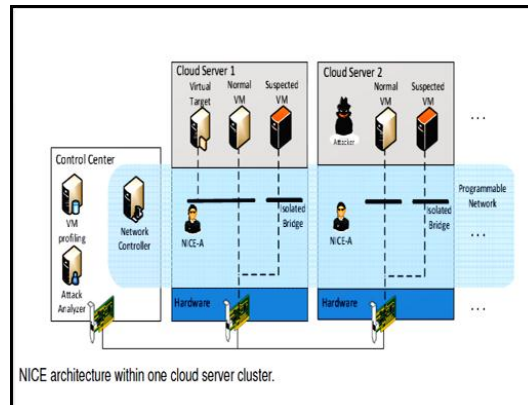 Cloud Server 1
Virtual Target
Normal VM
Suspected VM
Cloud Server 2
Attacker
Normal VM
Suspected VM
...
Control Center
VM profiling
Attack Analyzer
Network Controller
NICE-A
Isolated Bridge
NICE-A
Isolated Bridge
Programmable Network
...
Hardware
Hardware
...
NICE architecture within one cloud server cluster.